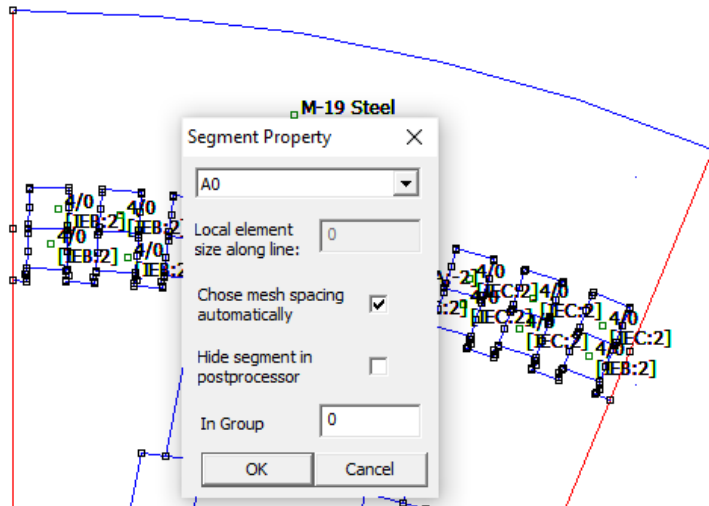 M-19 Steel
Segment Property
A0
Local element
size along line:
0
Chose mesh spacing
automatically
Hide segment in
postprocessor
In Group
0
OK
Cancel
4/0
[IEB:2]
4/0
4/0
[IEB:2]
4/0
4/0
[IEC:2]
4/0
[IEC:2]
4/0
[IEC:2]
4/0
[IEC:2]
4/0
[IEB:2]